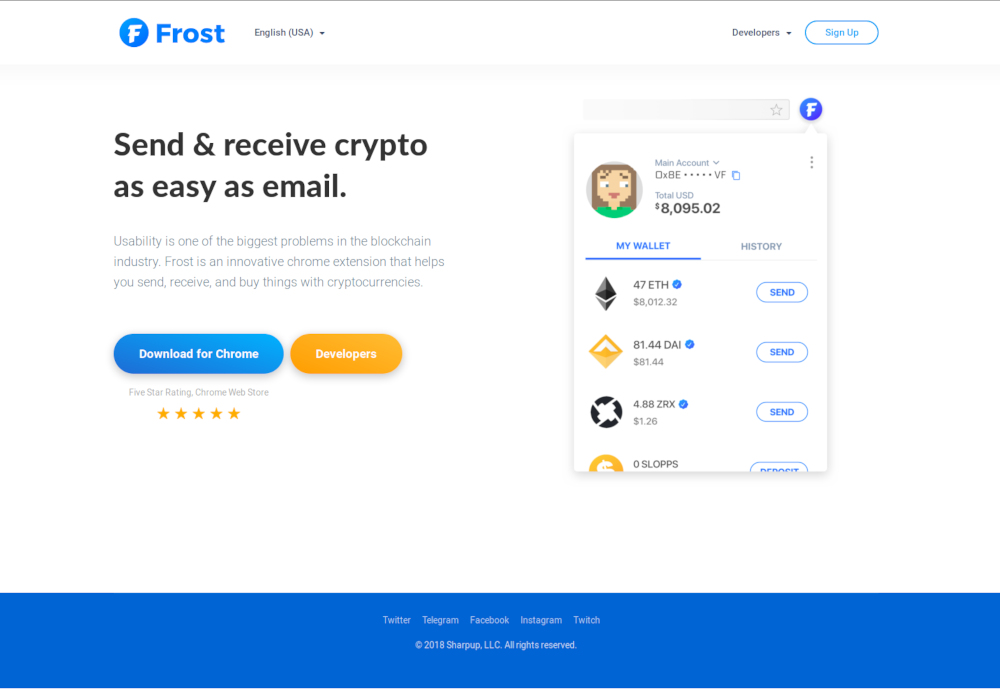 Frost
English (USA)
Developers
Sign Up
Send & receive crypto
as easy as email.
Usability is one of the biggest problems in the blockchain
industry. Frost is an innovative chrome extension that helps
you send, receive, and buy things with cryptocurrencies.
Download for Chrome
Developers
Five Star Rating, Chrome Web Store
Main Account
0x8E • • • • • VF
Total USD
$8,095.02
MY WALLET
HISTORY
47 ETH
$8,012.32
SEND
81.44 DAI
$81.44
SEND
4.88 ZRX
$1.26
SEND
0 SLOPPS
DEPOSIT
Twitter Telegram Facebook Instagram Twitch
© 2018 Sharpup, LLC. All rights reserved.